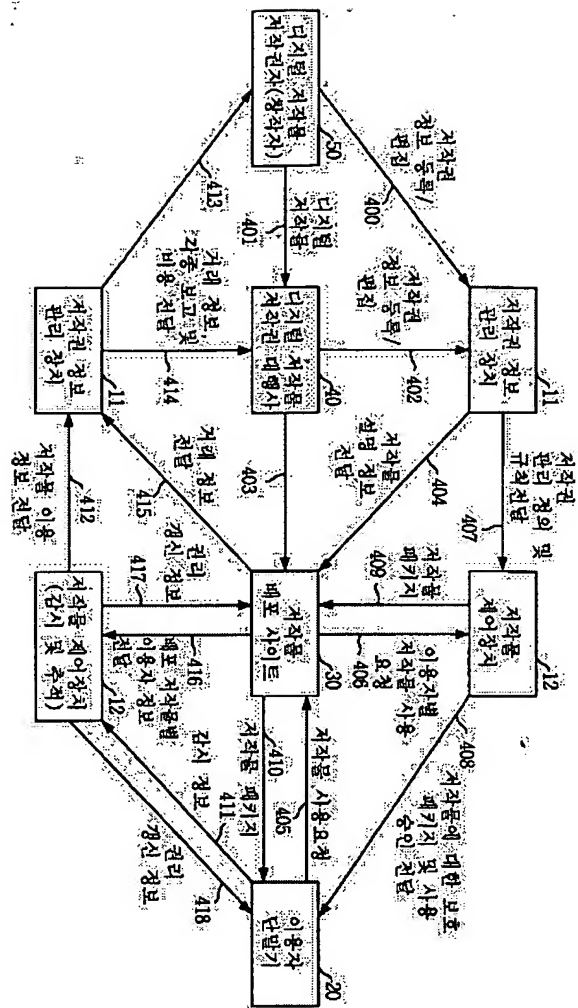 저작권 정보
관리 장치
11
저작권
관리 정의 및
규칙전달
407
저작물
제어장치
12
저작권
정보 등록/
편집
400
저작권
정보 등록/
편집
402
404
저작물
설명 정보
전달
409
저작물
패키지
406
이용자별
저작물 사용
요청
408
저작물에 대한 보호
패키지 및 사용
승인 전달
디지털 저작물
저작권자(창작자)
50
디지털
저작물
401
디지털 저작물
저작권 대행사
40
403
저작물
배포 사이트
30
저작물 사용요청
405
410
저작물 패키지
이용자
단말기
20
413
거래 정보,
각종 보고 및
비용 전달
414
거래 정보
전달
415
권리
갱신 정보
417
416
배포 저작물별
이용자 정보
전달
감시 정보
411
권리
갱신 정보
418
저작권 정보
관리 장치
11
412
저작물 이용
정보 전달
저작물 제어장치
(감시 및 추적)
12